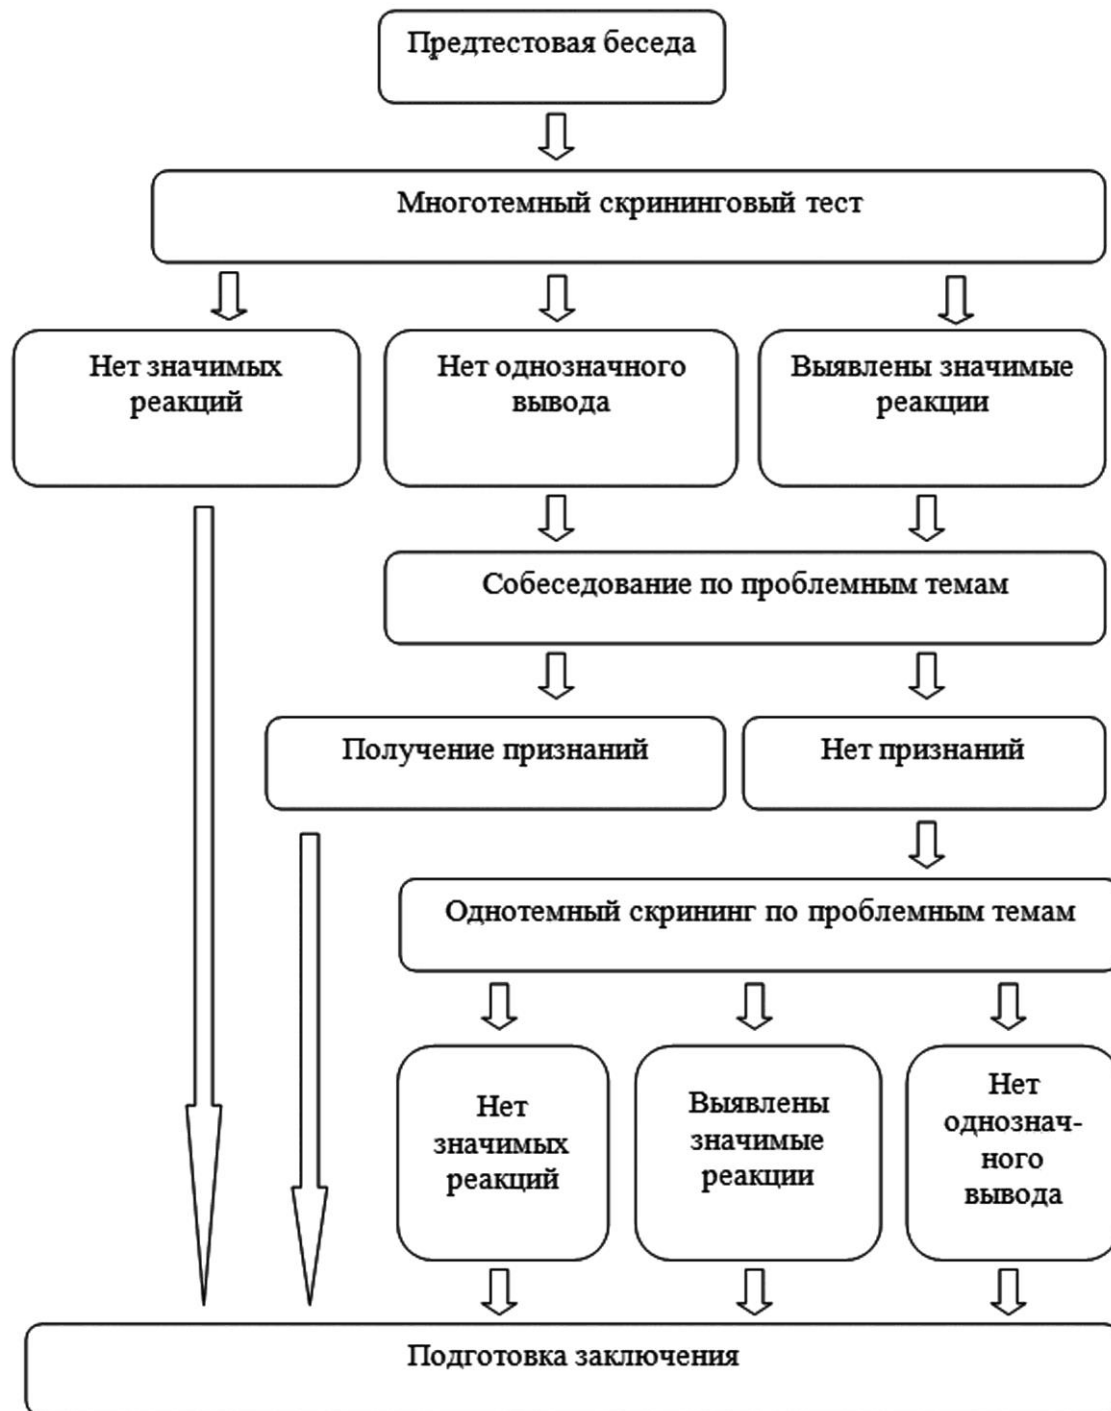 Предтестовая беседа
Многотемный скрининговый тест
Нет значимых
реакций
Нет однозначного
вывода
Выявлены значимые
реакции
Собеседование по проблемным темам
Получение признаний
Нет признаний
Однотемный скрининг по проблемным темам
Нет
значимых
реакций
Выявлены
значимые
реакции
Нет
однознач-
ного
вывода
Подготовка заключения